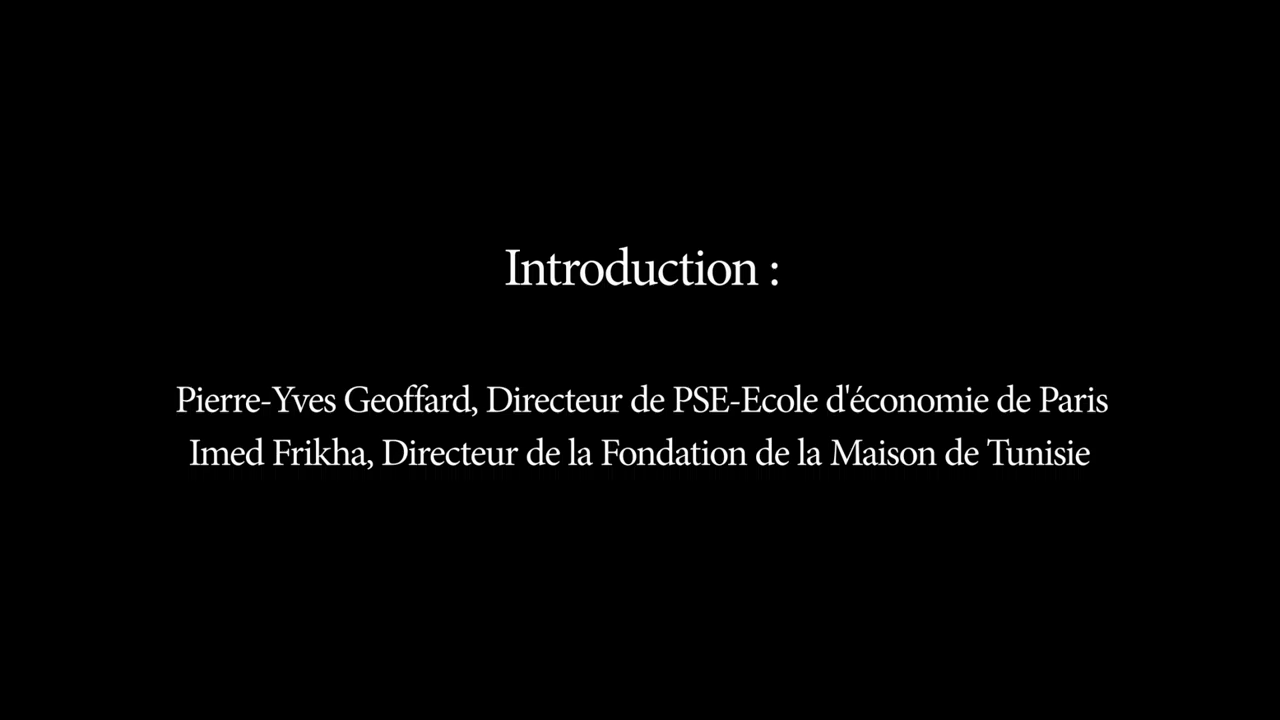 Introduction :
Pierre-Yves Geoffard, Directeur de PSE-Ecole d'économie de Paris
Imed Frikha, Directeur de la Fondation de la Maison de Tunisie